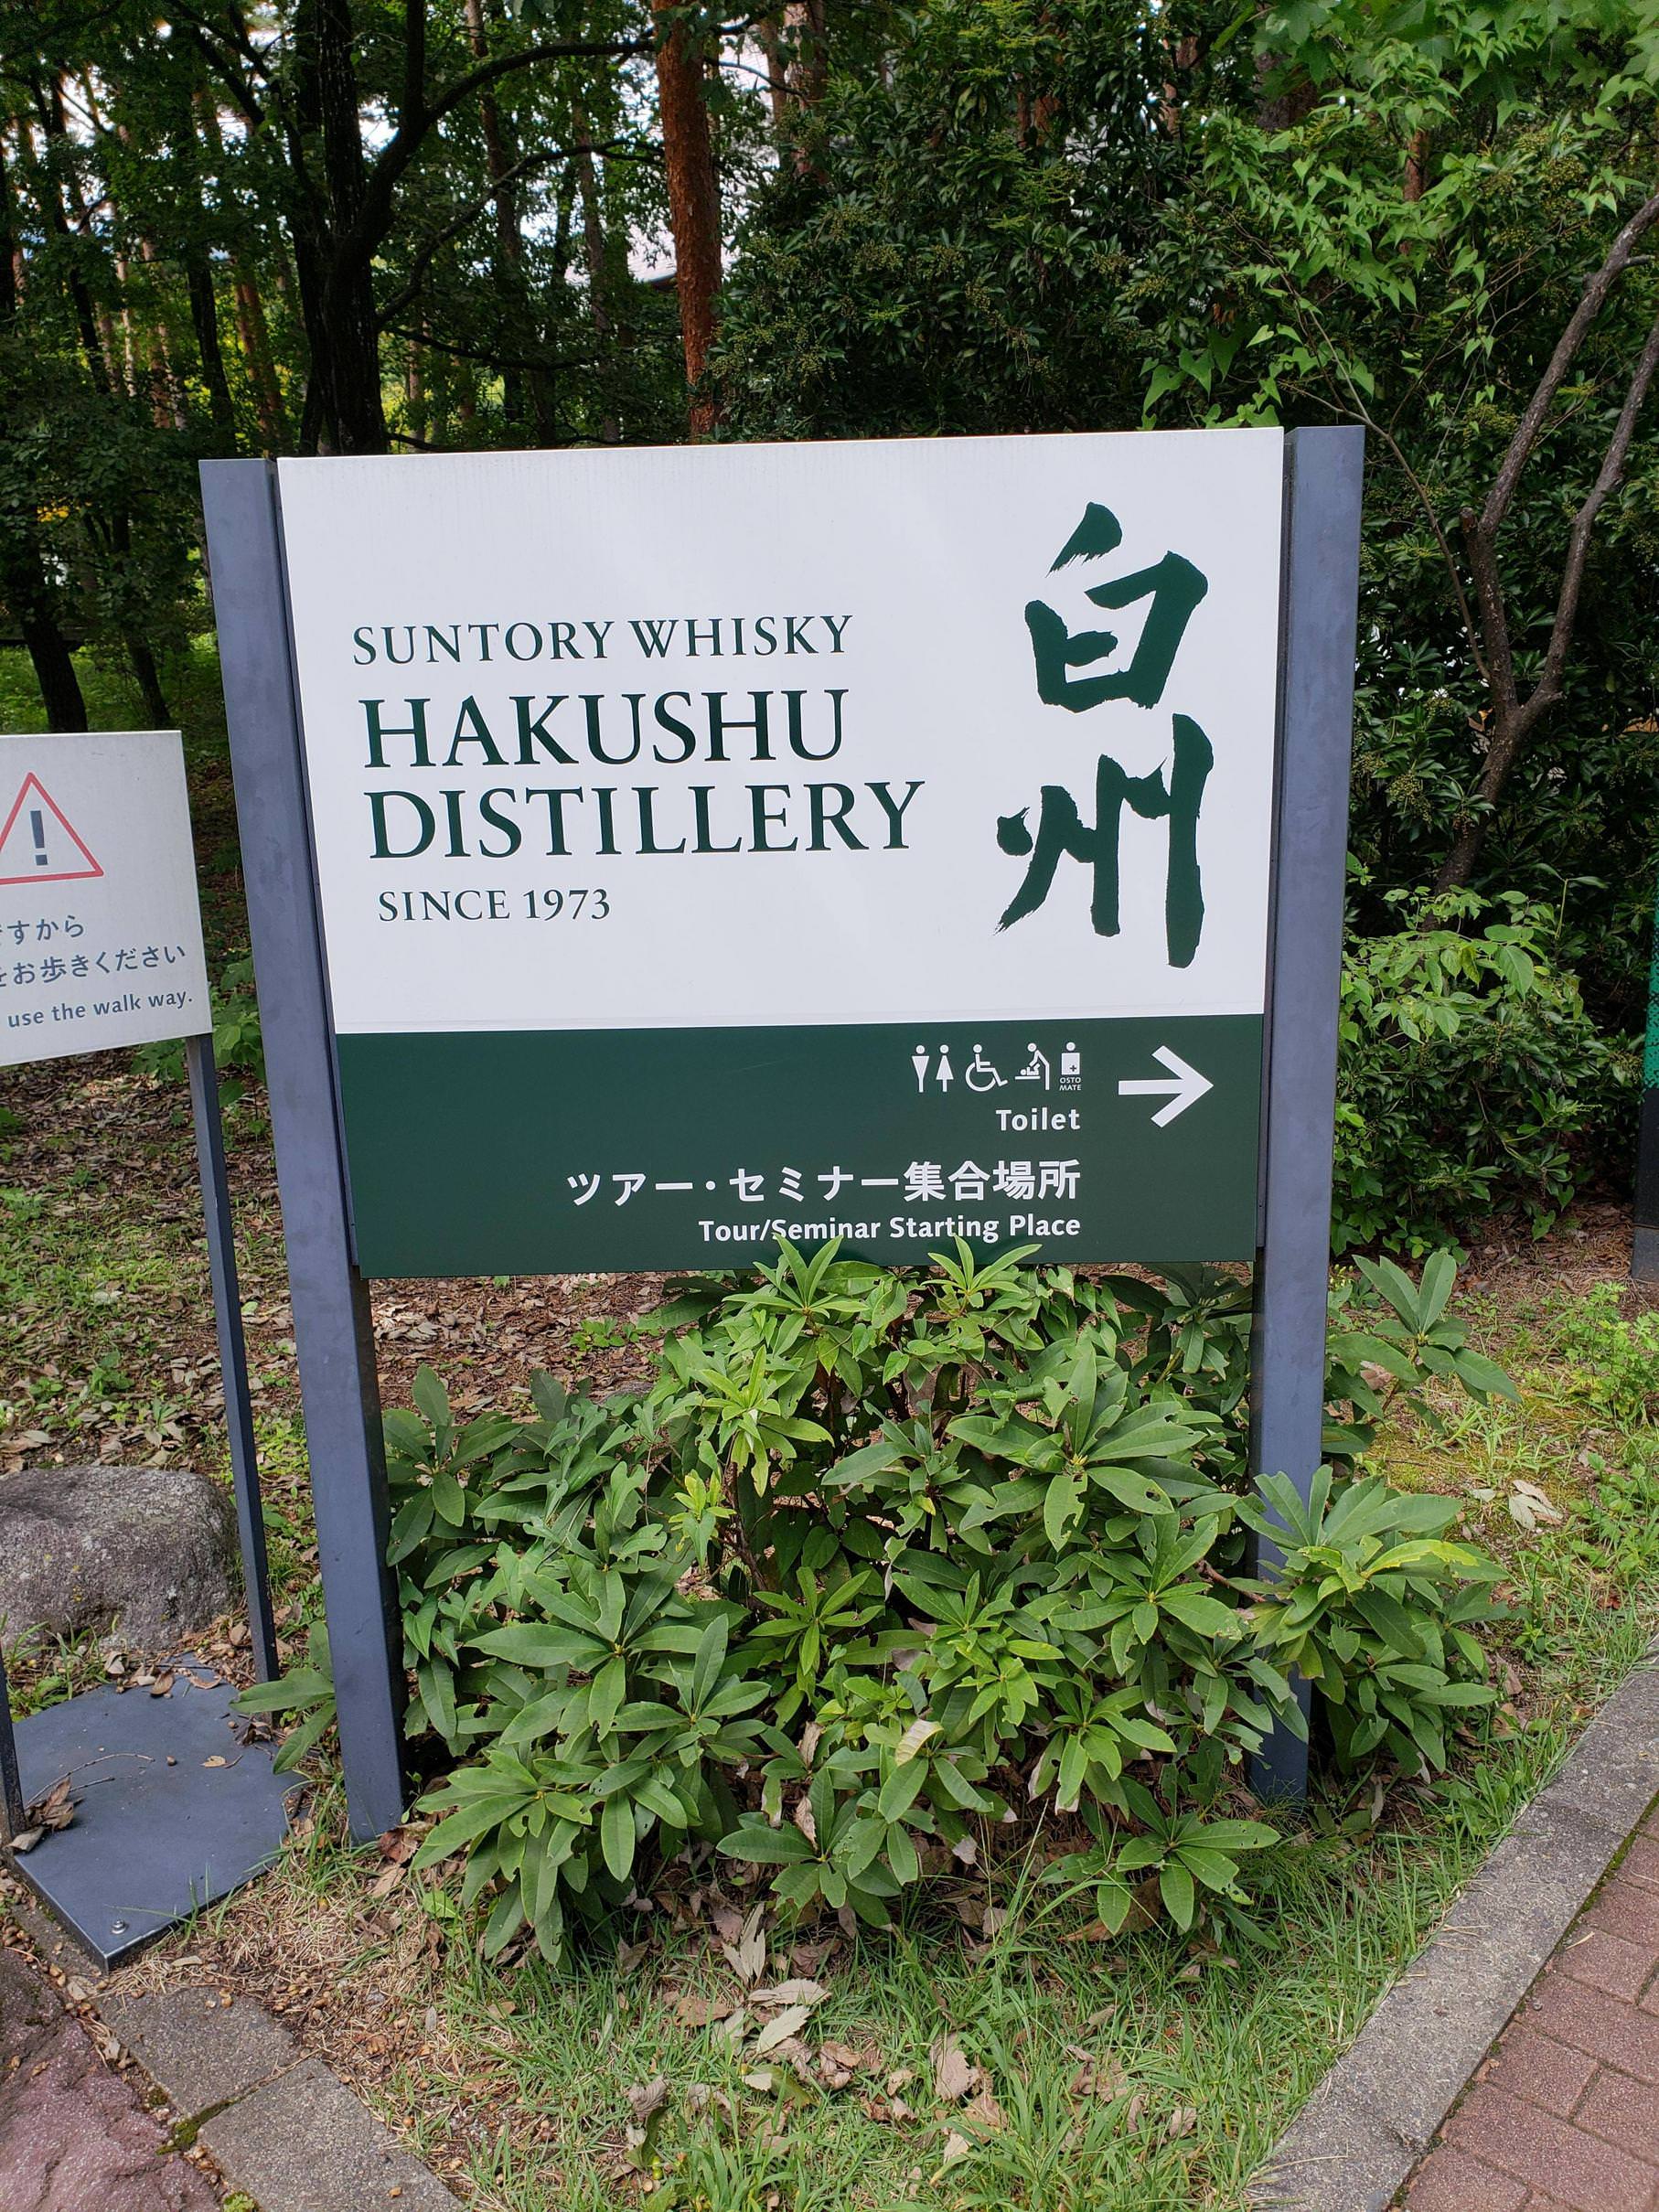 SUNTORY WHISKY
HAKUSHU
DISTILLERY
SINCE 1973
白州
OSTO
MATE
Toilet
ツアー・セミナー集合場所
Tour/Seminar Starting Place
!
すから
をお歩きください
use the walk way.